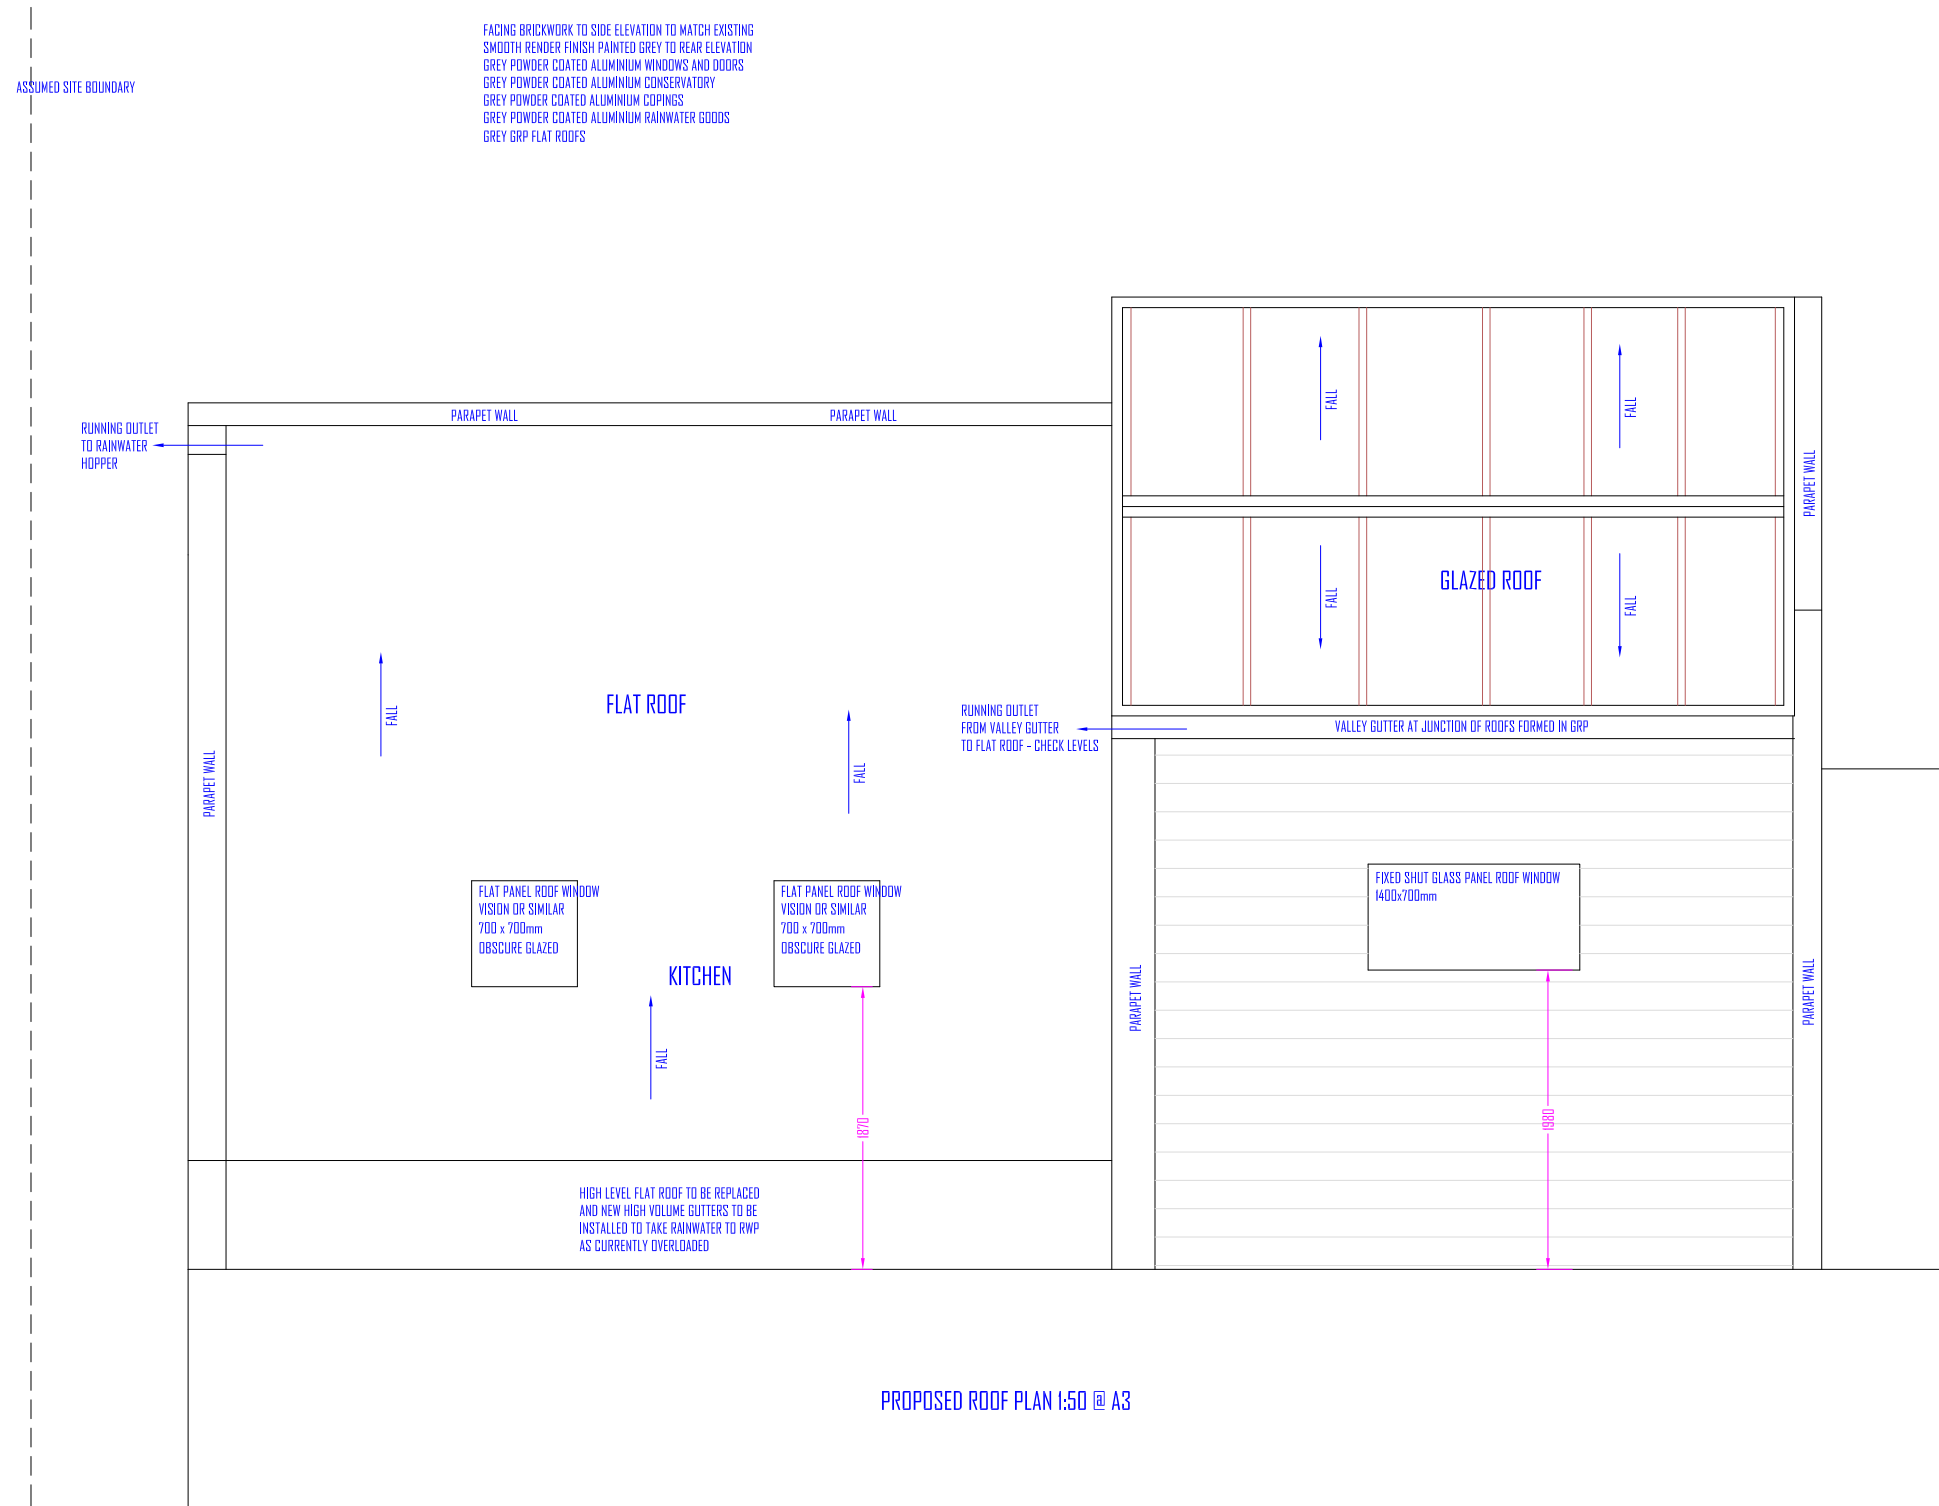 FACING BRICKWORK TO SIDE ELEVATION TO MATCH EXISTING
SMOOTH RENDER FINISH PAINTED GREY TO REAR ELEVATION
GREY POWDER COATED ALUMINIUM WINDOWS AND DOORS
GREY POWDER COATED ALUMINIUM CONSERVATORY
GREY POWDER COATED ALUMINIUM COPINGS
GREY POWDER COATED ALUMINIUM RAINWATER GOODS
GREY GRP FLAT ROOFS
ASSUMED SITE BOUNDARY
PARAPET WALL
PARAPET WALL
RUNNING OUTLET
TO RAINWATER
HOPPER
FALL
FALL
PARAPET WALL
GLAZED ROOF
FALL
FALL
FLAT ROOF
FALL
FALL
PARAPET WALL
RUNNING OUTLET
FROM VALLEY GUTTER
TO FLAT ROOF - CHECK LEVELS
VALLEY GUTTER AT JUNCTION OF ROOFS FORMED IN GRP
FLAT PANEL ROOF WINDOW
VISION OR SIMILAR
700 x 700mm
OBSCURE GLAZED
FLAT PANEL ROOF WINDOW
VISION OR SIMILAR
700 x 700mm
OBSCURE GLAZED
FIXED SHUT GLASS PANEL ROOF WINDOW
1400x700mm
KITCHEN
FALL
PARAPET WALL
PARAPET WALL
1870
1980
HIGH LEVEL FLAT ROOF TO BE REPLACED
AND NEW HIGH VOLUME GUTTERS TO BE
INSTALLED TO TAKE RAINWATER TO RWP
AS CURRENTLY OVERLOADED
PROPOSED ROOF PLAN 1:50 @ A3